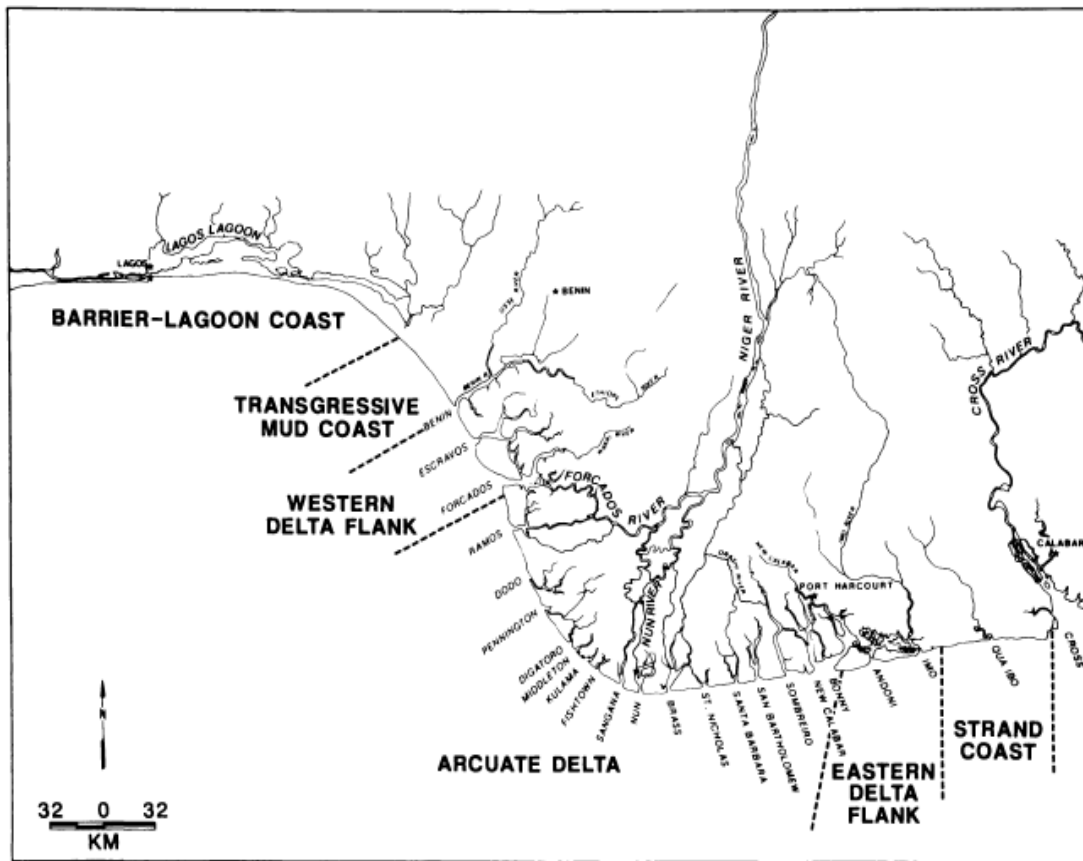 LAGOS LAGOON
LAGOS
BARRIER-LAGOON COAST
BENIN
NIGER RIVER
CROSS RIVER
TRANSGRESSIVE
MUD COAST
BENIN
ESCRAVOS
FORCADOS
FORCADOS RIVER
WESTERN
DELTA FLANK
RAMOS
DODO
PENNINGTON
DIGATORO
MIDDLETON
KULAMA
FISHTOWN
SANGANA
NUN
NUN RIVER
BRASS
ST. NICHOLAS
SANTA BARBARA
SAN BARTHOLOMEW
SOMBREIRO
NEW CALABAR
BONNY
ANDONI
IMO
QUA IBO
CROSS
NEW CALABAR
PORT HARCOURT
CALABAR
ARCUATE DELTA
EASTERN
DELTA
FLANK
STRAND
COAST
N
32 0 32
KM